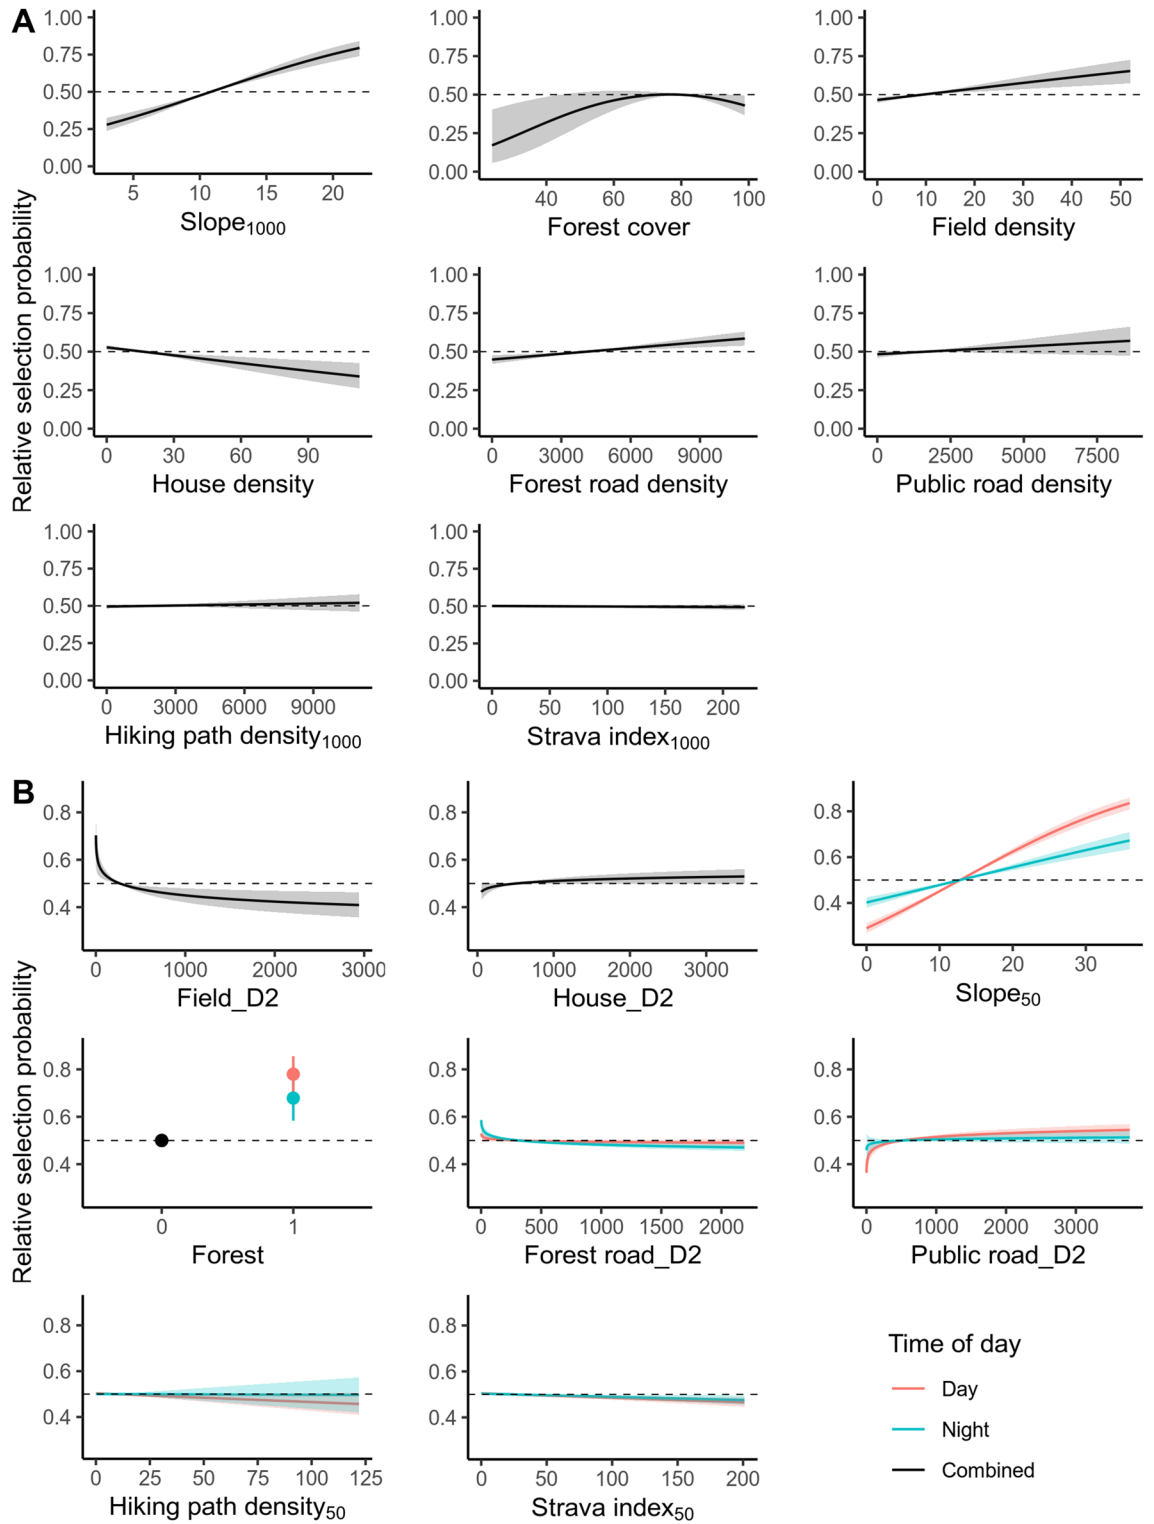 A
Relative selection probability
1.00
0.75
0.50
0.25
0.00
5 10 15 20
Slope1000
1.00
0.75
0.50
0.25
0.00
40 60 80 100
Forest cover
1.00
0.75
0.50
0.25
0.00
0 10 20 30 40 50
Field density
1.00
0.75
0.50
0.25
0.00
0 30 60 90
House density
1.00
0.75
0.50
0.25
0.00
0 3000 6000 9000
Forest road density
1.00
0.75
0.50
0.25
0.00
0 2500 5000 7500
Public road density
1.00
0.75
0.50
0.25
0.00
0 3000 6000 9000
Hiking path density1000
1.00
0.75
0.50
0.25
0.00
0 50 100 150 200
Strava index1000
B
Relative selection probability
0.8
0.6
0.4
0 1000 2000 3000
Field_D2
0.8
0.6
0.4
0 1000 2000 3000
House_D2
0.8
0.6
0.4
0 10 20 30
Slope50
0.8
0.6
0.4
0 1
Forest
0.8
0.6
0.4
0 500 1000 1500 2000
Forest road_D2
0.8
0.6
0.4
0 1000 2000 3000
Public road_D2
0.8
0.6
0.4
0 25 50 75 100 125
Hiking path density50
0.8
0.6
0.4
0 50 100 150 200
Strava index50
Time of day
Day
Night
Combined